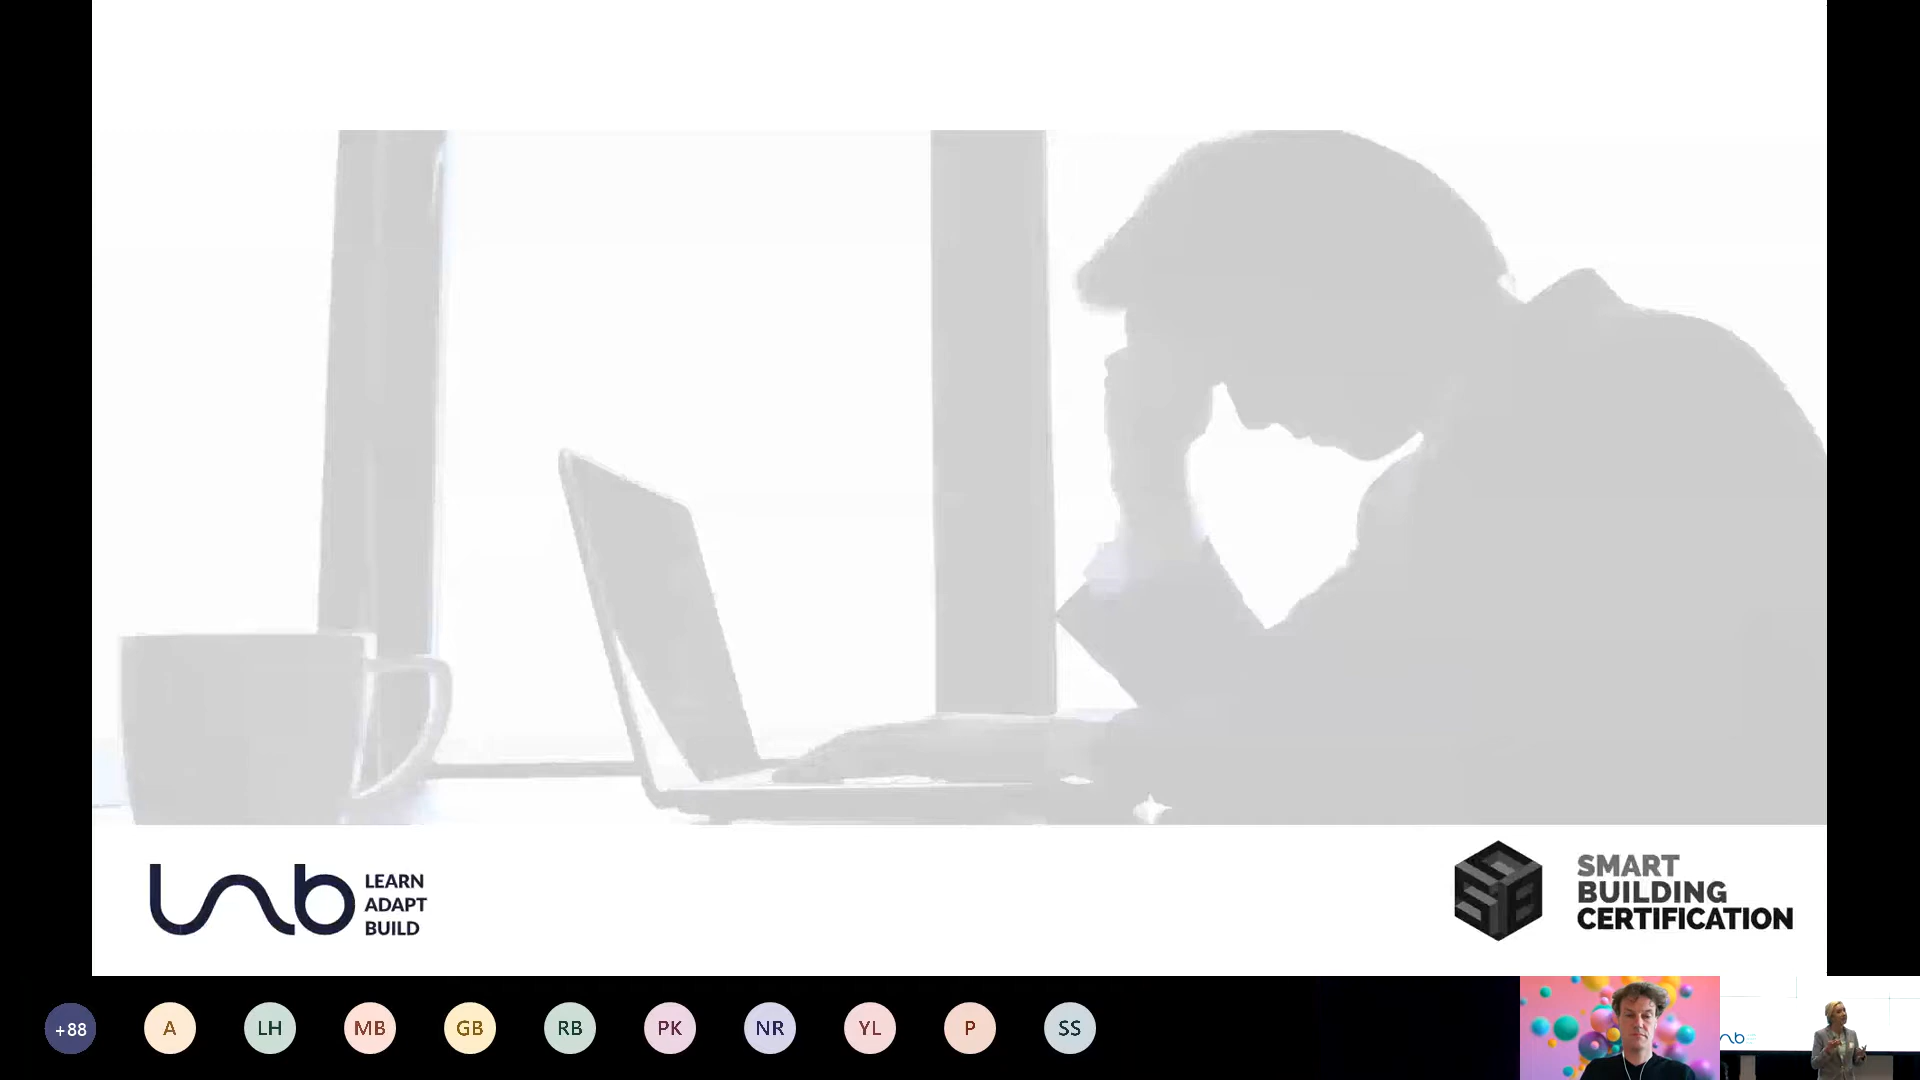 LEARN
ADAPT
BUILD
SMART
BUILDING
CERTIFICATION
+88
A
LH
MB
GB
RB
PK
NR
YL
P
SS